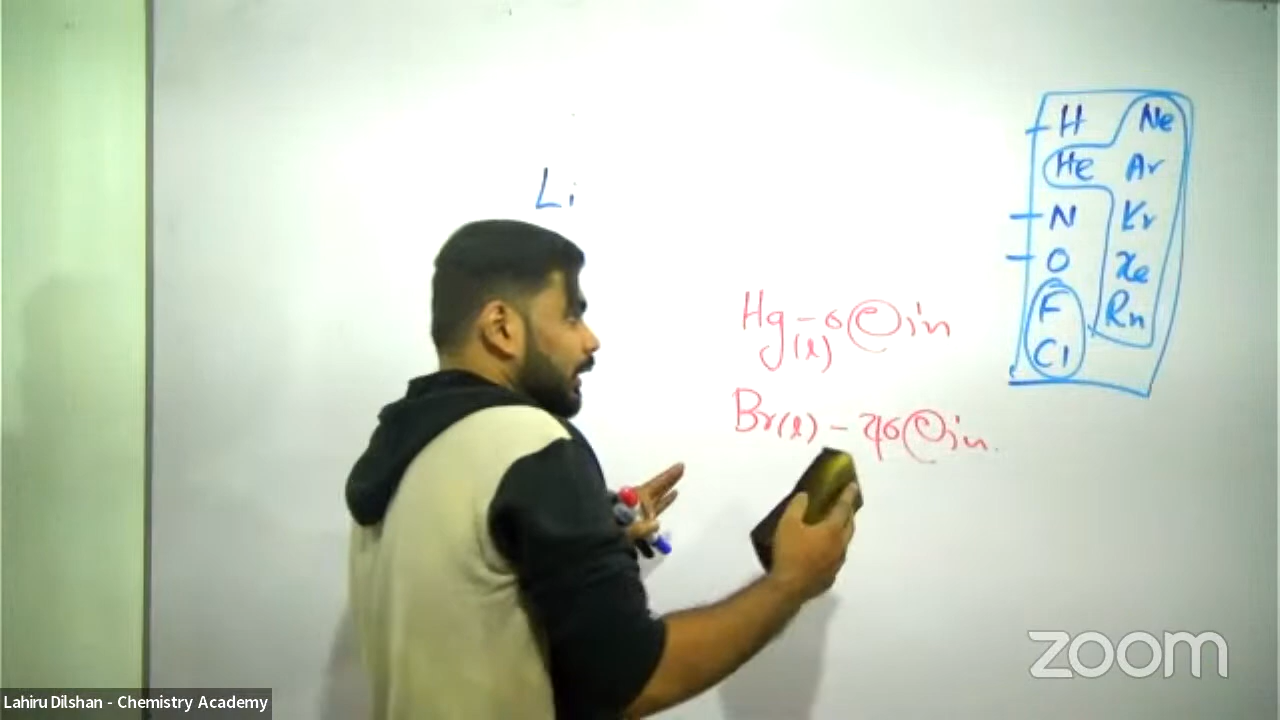 Li
H Ne
He Ar
N Kr
O Xe
F Rn
Cl
Hg(l) - ලෝහ
Br(l) - අලෝහ
zoom
Lahiru Dilshan - Chemistry Academy